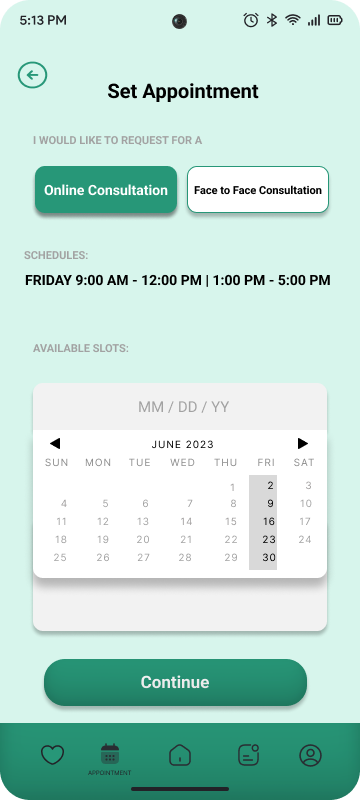 5:13 PM
Set Appointment
I WOULD LIKE TO REQUEST FOR A
Online Consultation
Face to Face Consultation
SCHEDULES:
FRIDAY 9:00 AM - 12:00 PM | 1:00 PM - 5:00 PM
AVAILABLE SLOTS:
MM / DD / YY
JUNE 2023
SUN MON TUE WED THU FRI SAT
1 2 3
4 5 6 7 8 9 10
11 12 13 14 15 16 17
18 19 20 21 22 23 24
25 26 27 28 29 30
Continue
APPOINTMENT